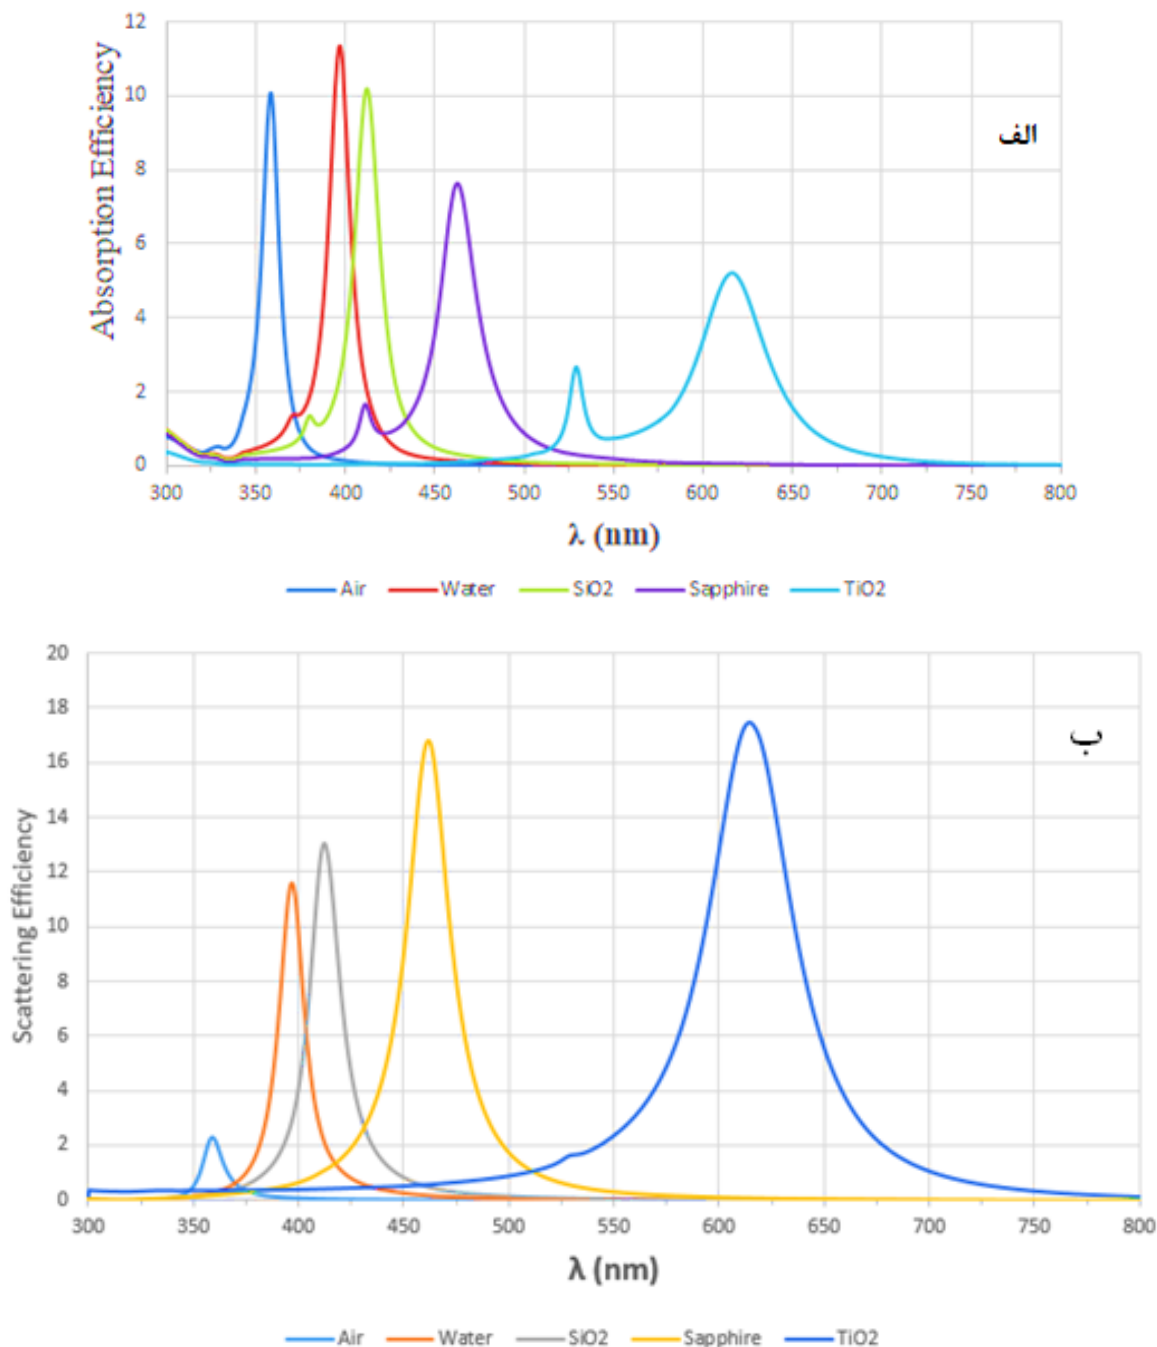 12
10
8
6
4
2
0
Absorption Efficiency
الف
300 350 400 450 500 550 600 650 700 750 800
λ (nm)
Air Water SiO2 Sapphire TiO2
20
18
16
14
12
10
8
6
4
2
0
Scattering Efficiency
ب
300 350 400 450 500 550 600 650 700 750 800
λ (nm)
Air Water SiO2 Sapphire TiO2